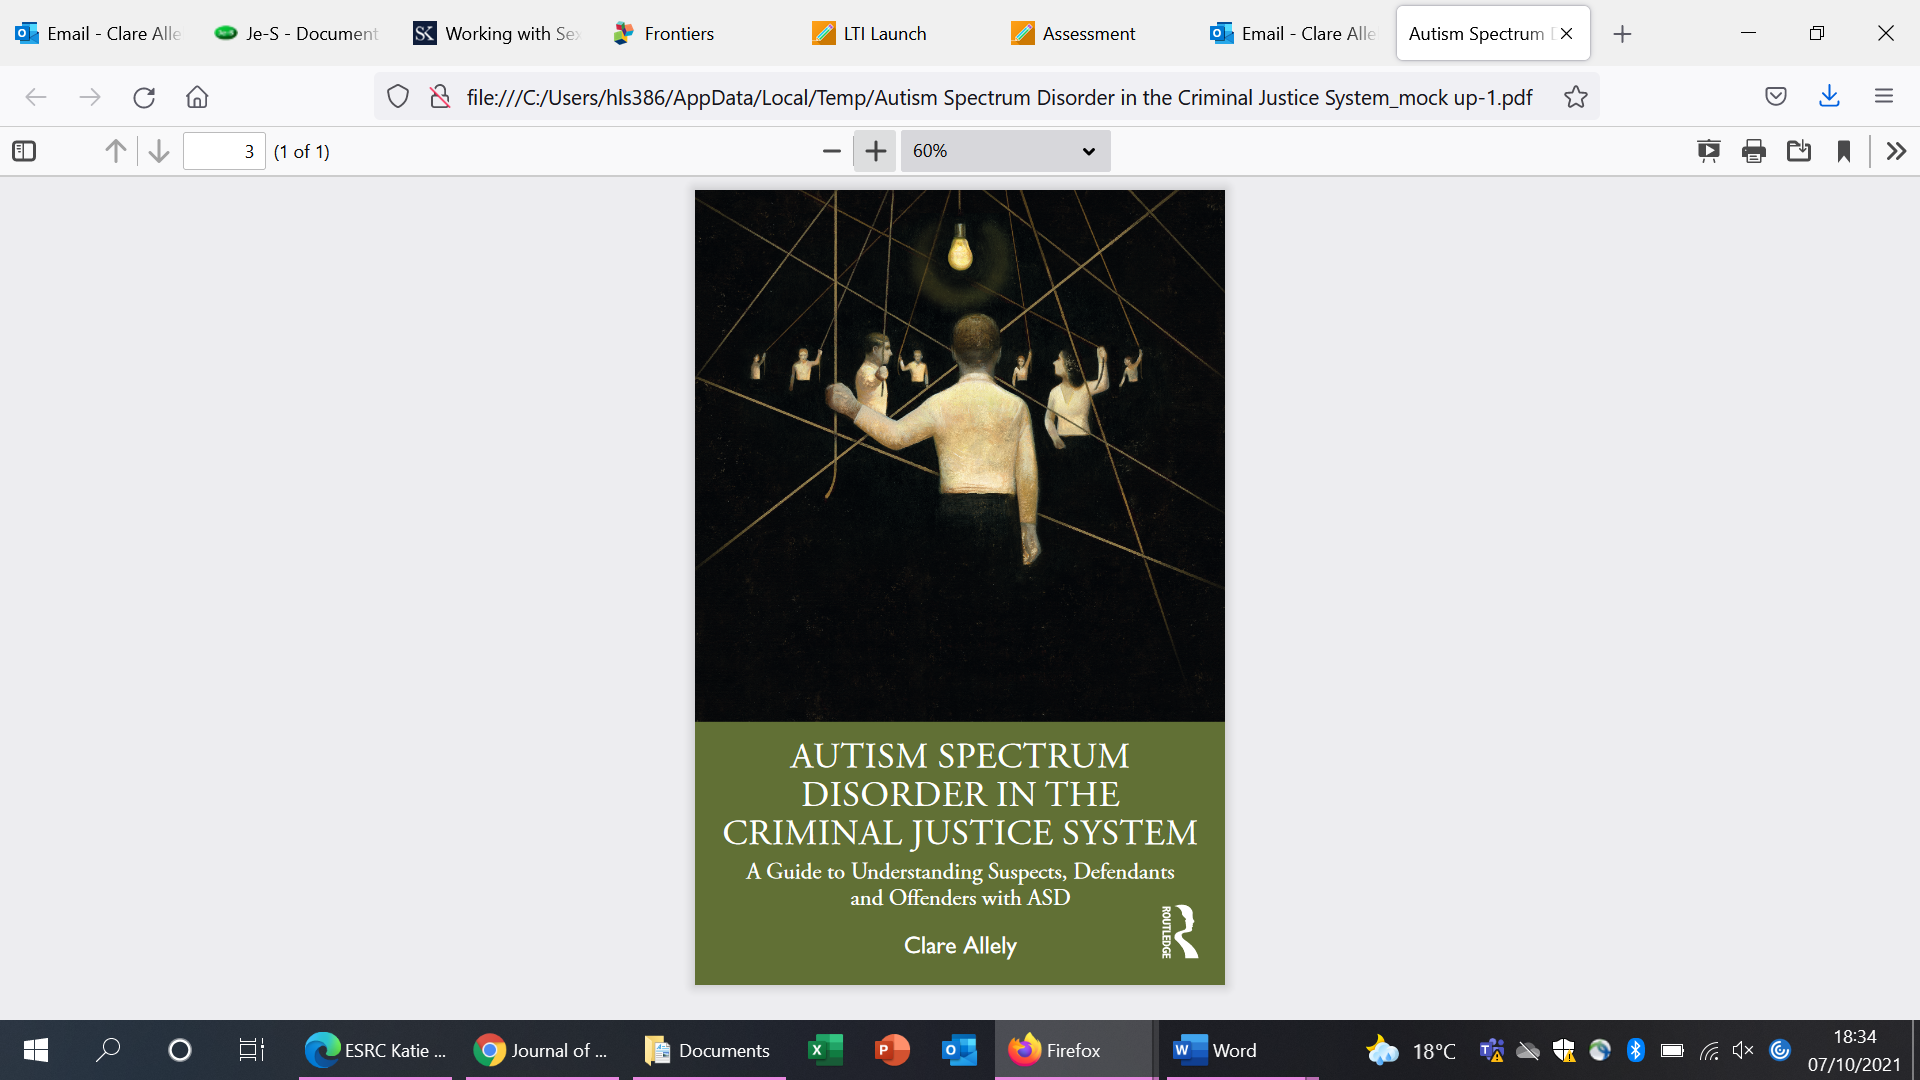 Email - Clare Alle
Je-S - Document
SK
Working with Sex
Frontiers
LTI Launch
Assessment
Email - Clare Alle
Autism Spectrum D
file:///C:/Users/hls386/AppData/Local/Temp/Autism Spectrum Disorder in the Criminal Justice System_mock up-1.pdf
3
(1 of 1)
60%
AUTISM SPECTRUM
DISORDER IN THE
CRIMINAL JUSTICE SYSTEM
A Guide to Understanding Suspects, Defendants
and Offenders with ASD
ROUTLEDGE
Clare Allely
ESRC Katie ...
Journal of ...
Documents
Firefox
Word
18°C
18:34
07/10/2021